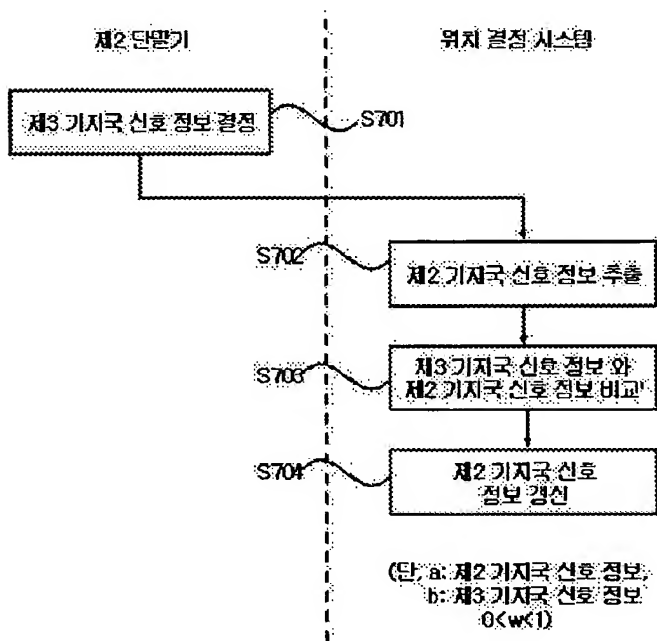 제2 단말기
위치 결정 시스템
제3 기지국 신호 정보 결정
S701
S702
제2 기지국 신호 정보 추출
S703
제3 기지국 신호 정보 와
제2 기지국 신호 정보 비교
S704
제2 기지국 신호
정보 갱신
(단, a: 제2 기지국 신호 정보,
b: 제3 기지국 신호 정보
0<w<1)